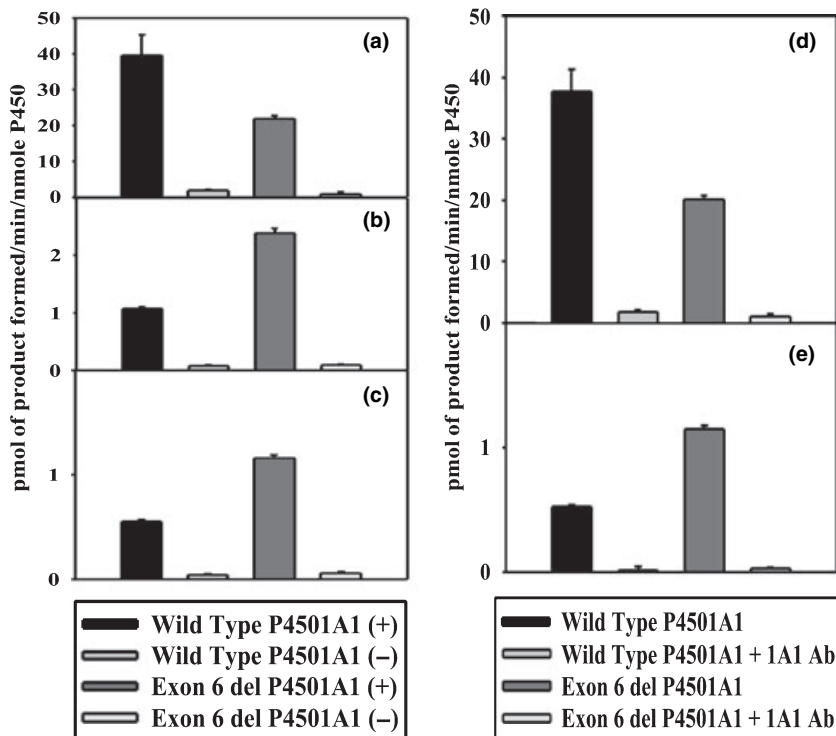 pmol of product formed/min/nmole P450
50
40
30
20
10
0
(a)
2
1
0
(b)
1
0
(c)
Wild Type P4501A1 (+)
Wild Type P4501A1 (–)
Exon 6 del P4501A1 (+)
Exon 6 del P4501A1 (–)
pmol of product formed/min/nmole P450
50
40
30
20
10
0
(d)
1
0
(e)
Wild Type P4501A1
Wild Type P4501A1 + 1A1 Ab
Exon 6 del P4501A1
Exon 6 del P4501A1 + 1A1 Ab